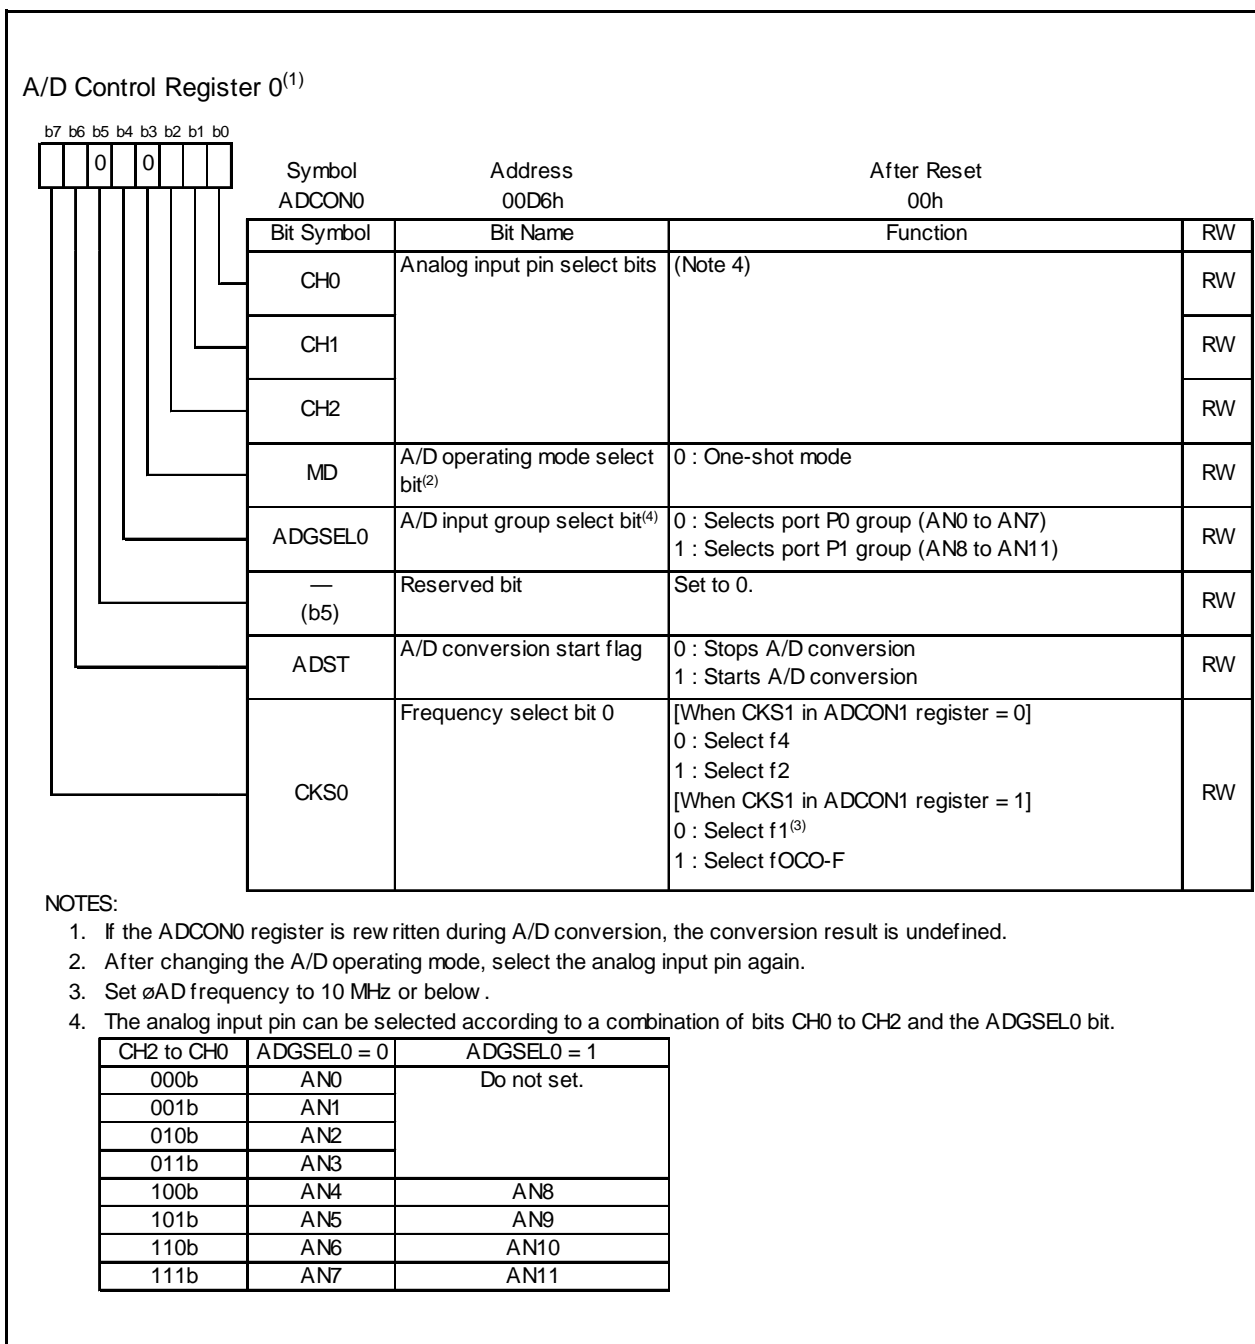 A/D Control Register 0(1)
b7 b6 b5 b4 b3 b2 b1 b0
0 0
Symbol Address After Reset
ADCON0 00D6h 00h
Bit Symbol Bit Name Function RW
CH0 Analog input pin select bits (Note 4) RW
CH1 RW
CH2 RW
MD A/D operating mode select bit(2) 0 : One-shot mode RW
ADGSEL0 A/D input group select bit(4) 0 : Selects port P0 group (AN0 to AN7)
1 : Selects port P1 group (AN8 to AN11) RW
—
(b5) Reserved bit Set to 0. RW
ADST A/D conversion start flag 0 : Stops A/D conversion
1 : Starts A/D conversion RW
CKS0 Frequency select bit 0 [When CKS1 in ADCON1 register = 0]
0 : Select f4
1 : Select f2
[When CKS1 in ADCON1 register = 1]
0 : Select f1(3)
1 : Select fOCO-F RW
NOTES:
1. If the ADCON0 register is rewritten during A/D conversion, the conversion result is undefined.
2. After changing the A/D operating mode, select the analog input pin again.
3. Set øAD frequency to 10 MHz or below.
4. The analog input pin can be selected according to a combination of bits CH0 to CH2 and the ADGSEL0 bit.
CH2 to CH0 ADGSEL0 = 0 ADGSEL0 = 1
000b AN0 Do not set.
001b AN1
010b AN2
011b AN3
100b AN4 AN8
101b AN5 AN9
110b AN6 AN10
111b AN7 AN11